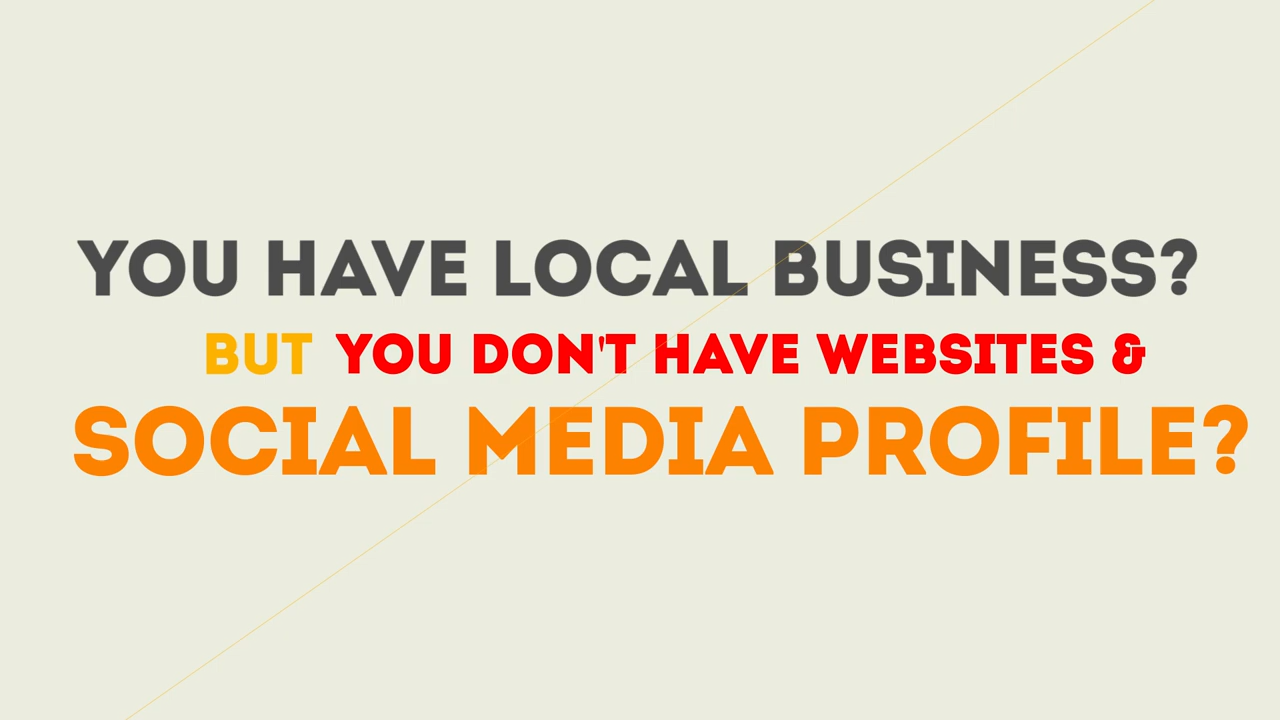 YOU HAVE LOCAL BUSINESS?
BUT YOU DON'T HAVE WEBSITES &
SOCIAL MEDIA PROFILE?